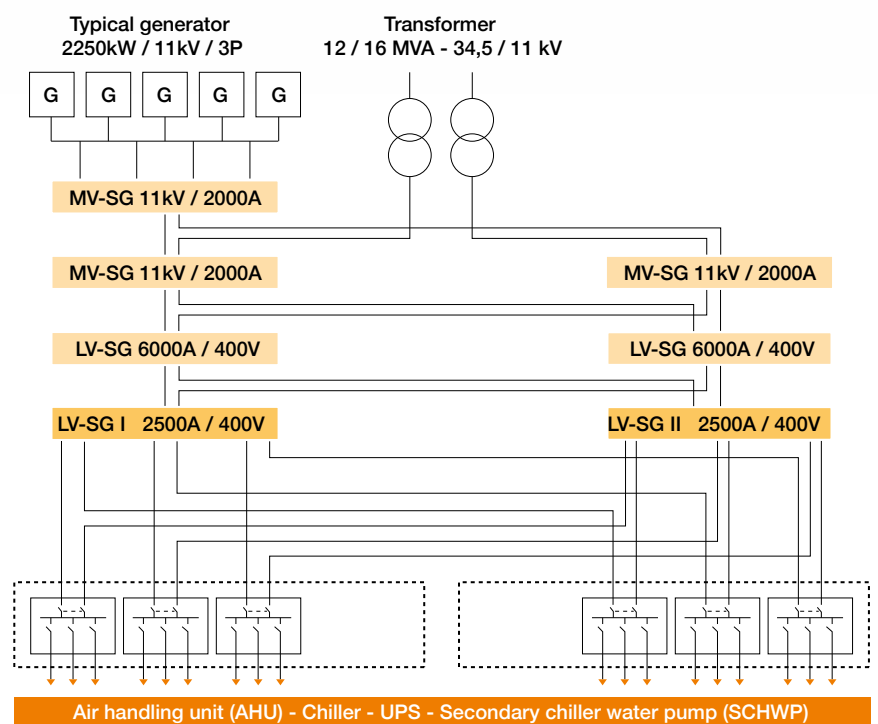 Typical generator
2250kW / 11kV / 3P
Transformer
12 / 16 MVA - 34,5 / 11 kV
G G G G G
MV-SG 11kV / 2000A
MV-SG 11kV / 2000A
MV-SG 11kV / 2000A
LV-SG 6000A / 400V
LV-SG 6000A / 400V
LV-SG I 2500A / 400V
LV-SG II 2500A / 400V
Air handling unit (AHU) - Chiller - UPS - Secondary chiller water pump (SCHWP)